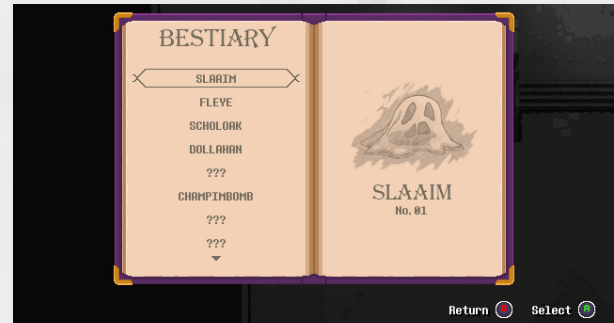 BESTIARY
SLAAIM
FLEYE
SCHOLOAK
DOLLAHAN
???
CHAMPIMBOMB
???
???
SLAAIM
No. 01
Return
Select